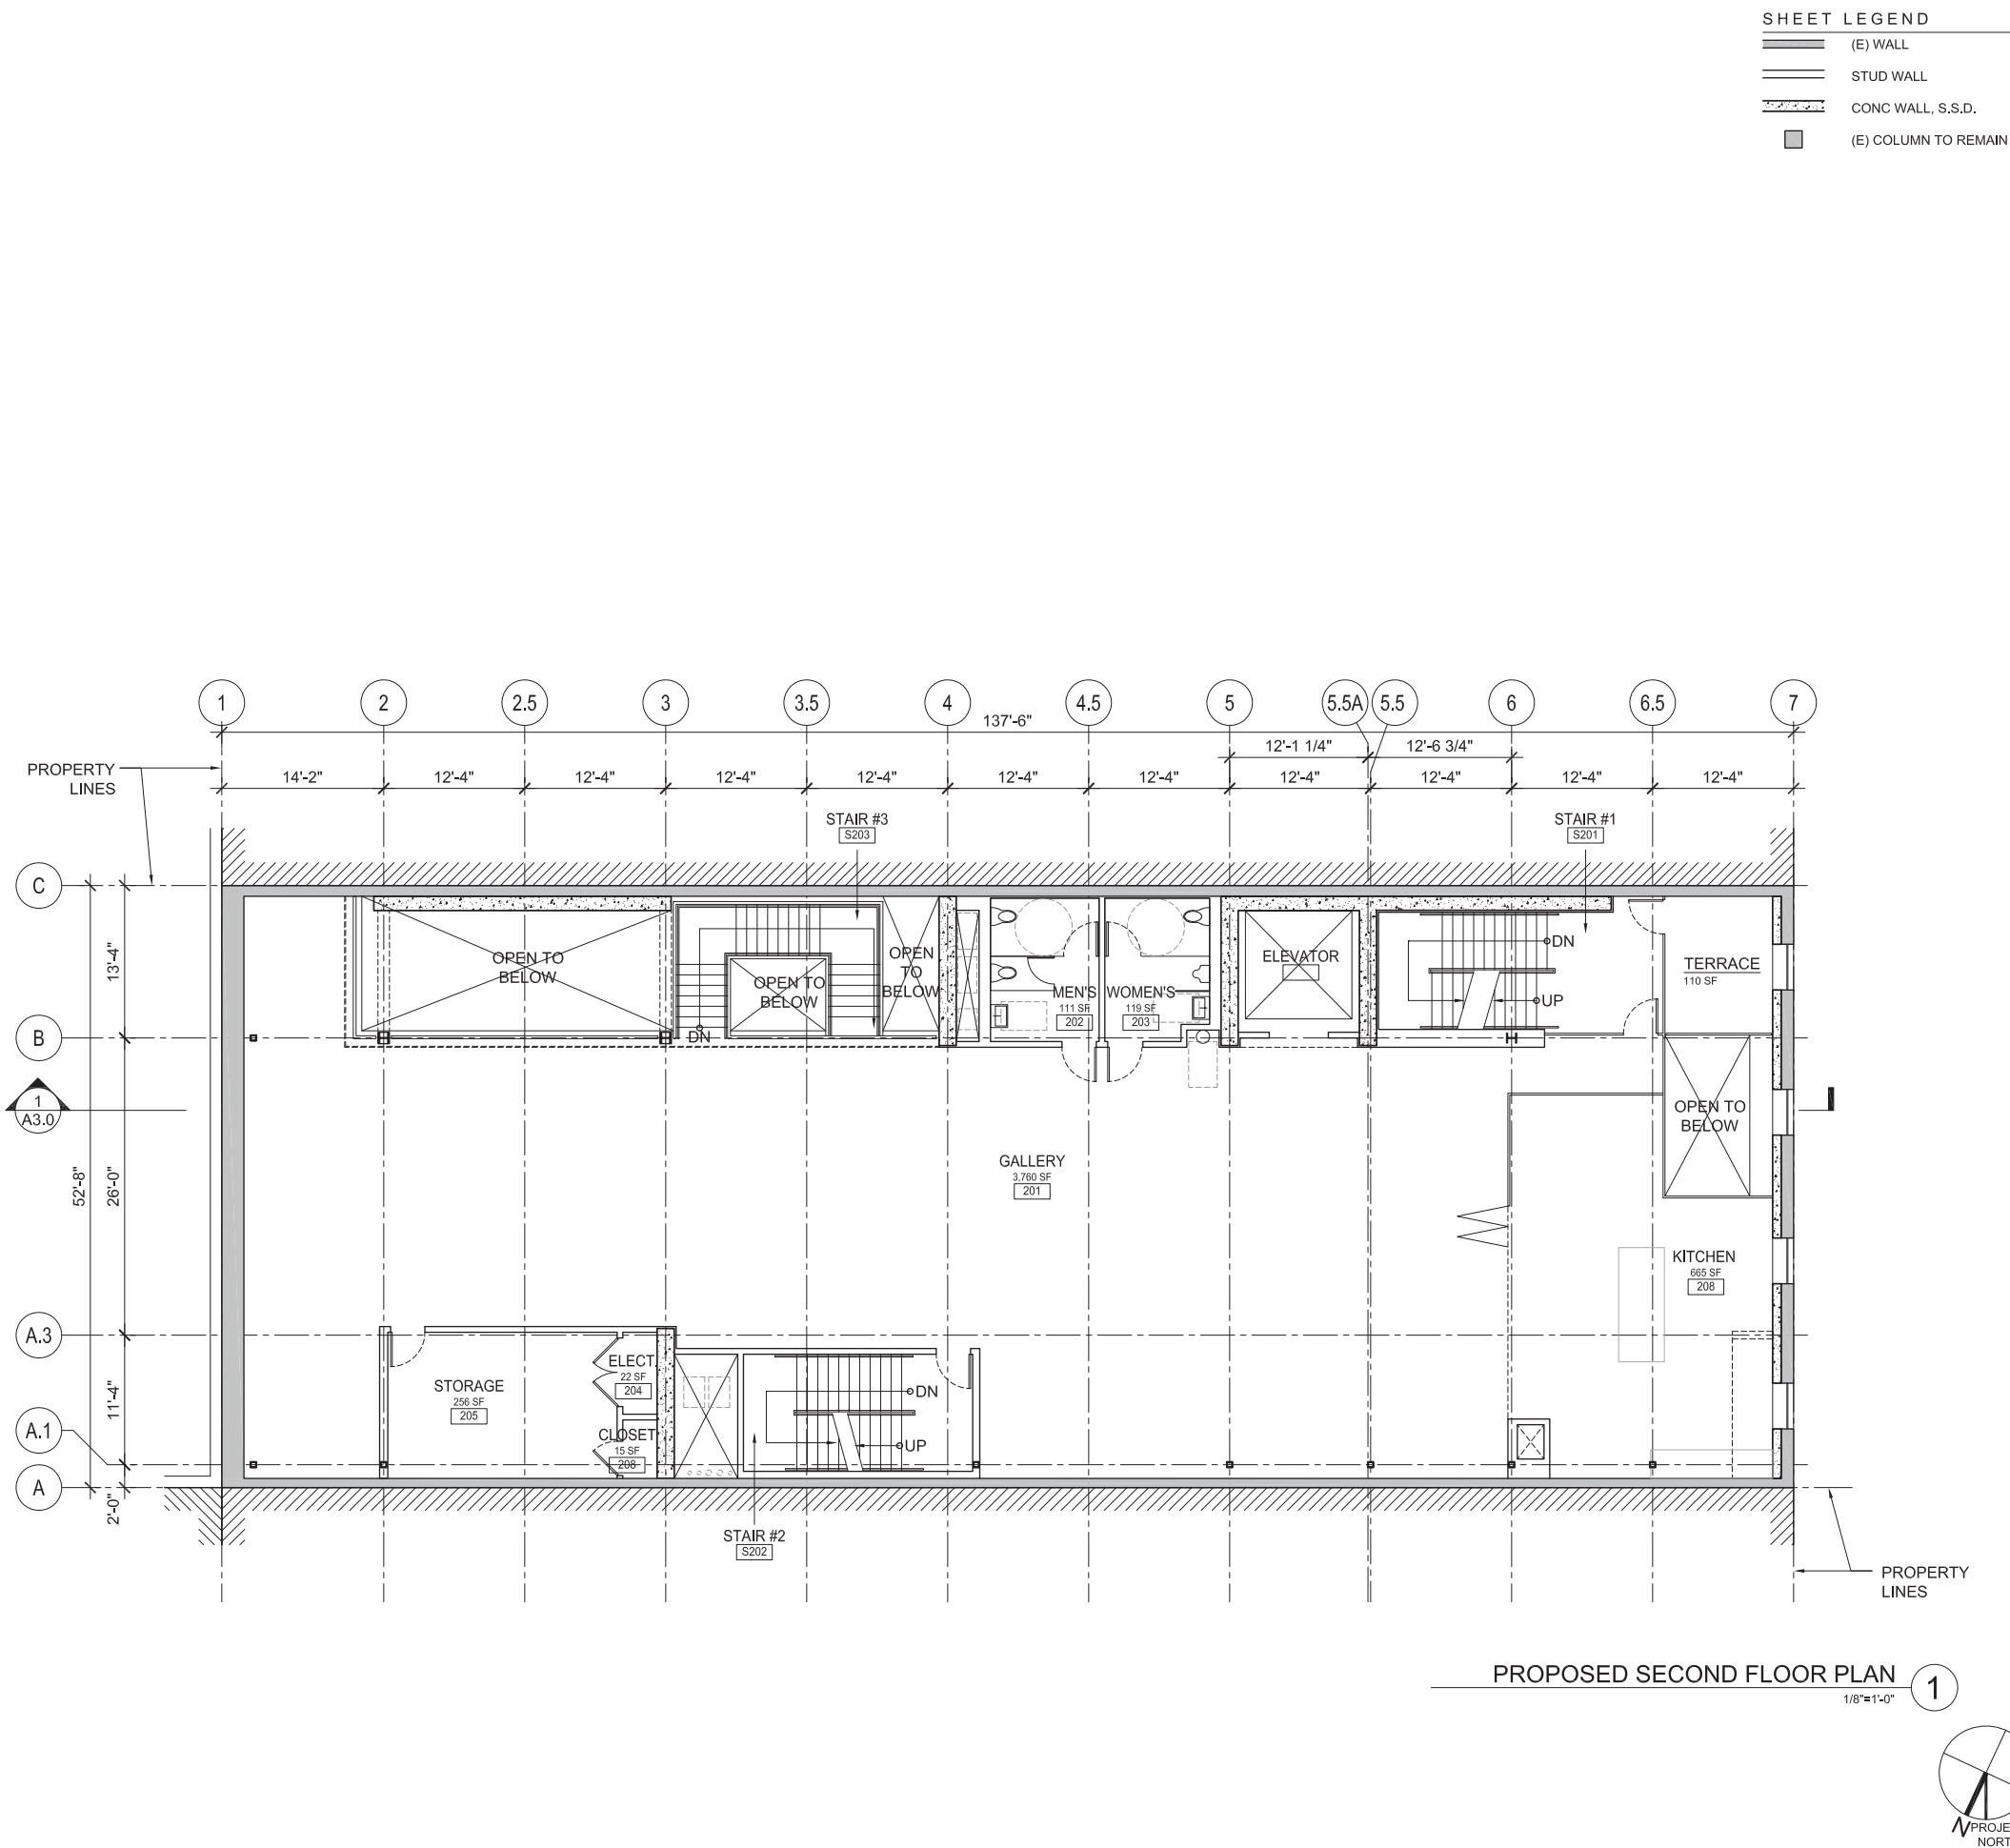 SHEET LEGEND
(E) WALL
STUD WALL
CONC WALL, S.S.D.
(E) COLUMN TO REMAIN
1
2
2.5
3
3.5
4
4.5
5
5.5A
5.5
6
6.5
7
137'-6"
12'-1 1/4"
12'-6 3/4"
PROPERTY
LINES
14'-2"
12'-4"
12'-4"
12'-4"
12'-4"
12'-4"
12'-4"
12'-4"
12'-4"
12'-4"
12'-4"
STAIR #3
S203
STAIR #1
S201
C
B
1
A3.0
A.3
A.1
A
13'-4"
26'-0"
52'-8"
11'-4"
2'-0"
OPEN TO
BELOW
OPEN TO
BELOW
DN
OPEN
TO
BELOW
MEN'S
111 SF
202
WOMEN'S
119 SF
203
ELEVATOR
DN
UP
TERRACE
110 SF
OPEN TO
BELOW
GALLERY
3,760 SF
201
KITCHEN
665 SF
208
STORAGE
256 SF
205
ELECT.
22 SF
204
CLOSET
15 SF
208
DN
UP
STAIR #2
S202
PROPERTY
LINES
PROPOSED SECOND FLOOR PLAN
1/8"=1'-0"
1
N
PROJE
NORT